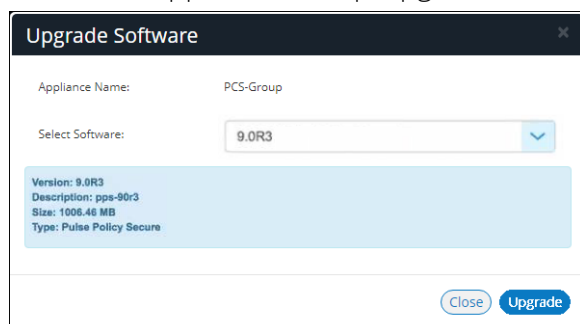 Upgrade Software ×
Appliance Name: PCS-Group
Select Software: 9.0R3
Version: 9.0R3
Description: pps-90r3
Size: 1006.46 MB
Type: Pulse Policy Secure
Close Upgrade